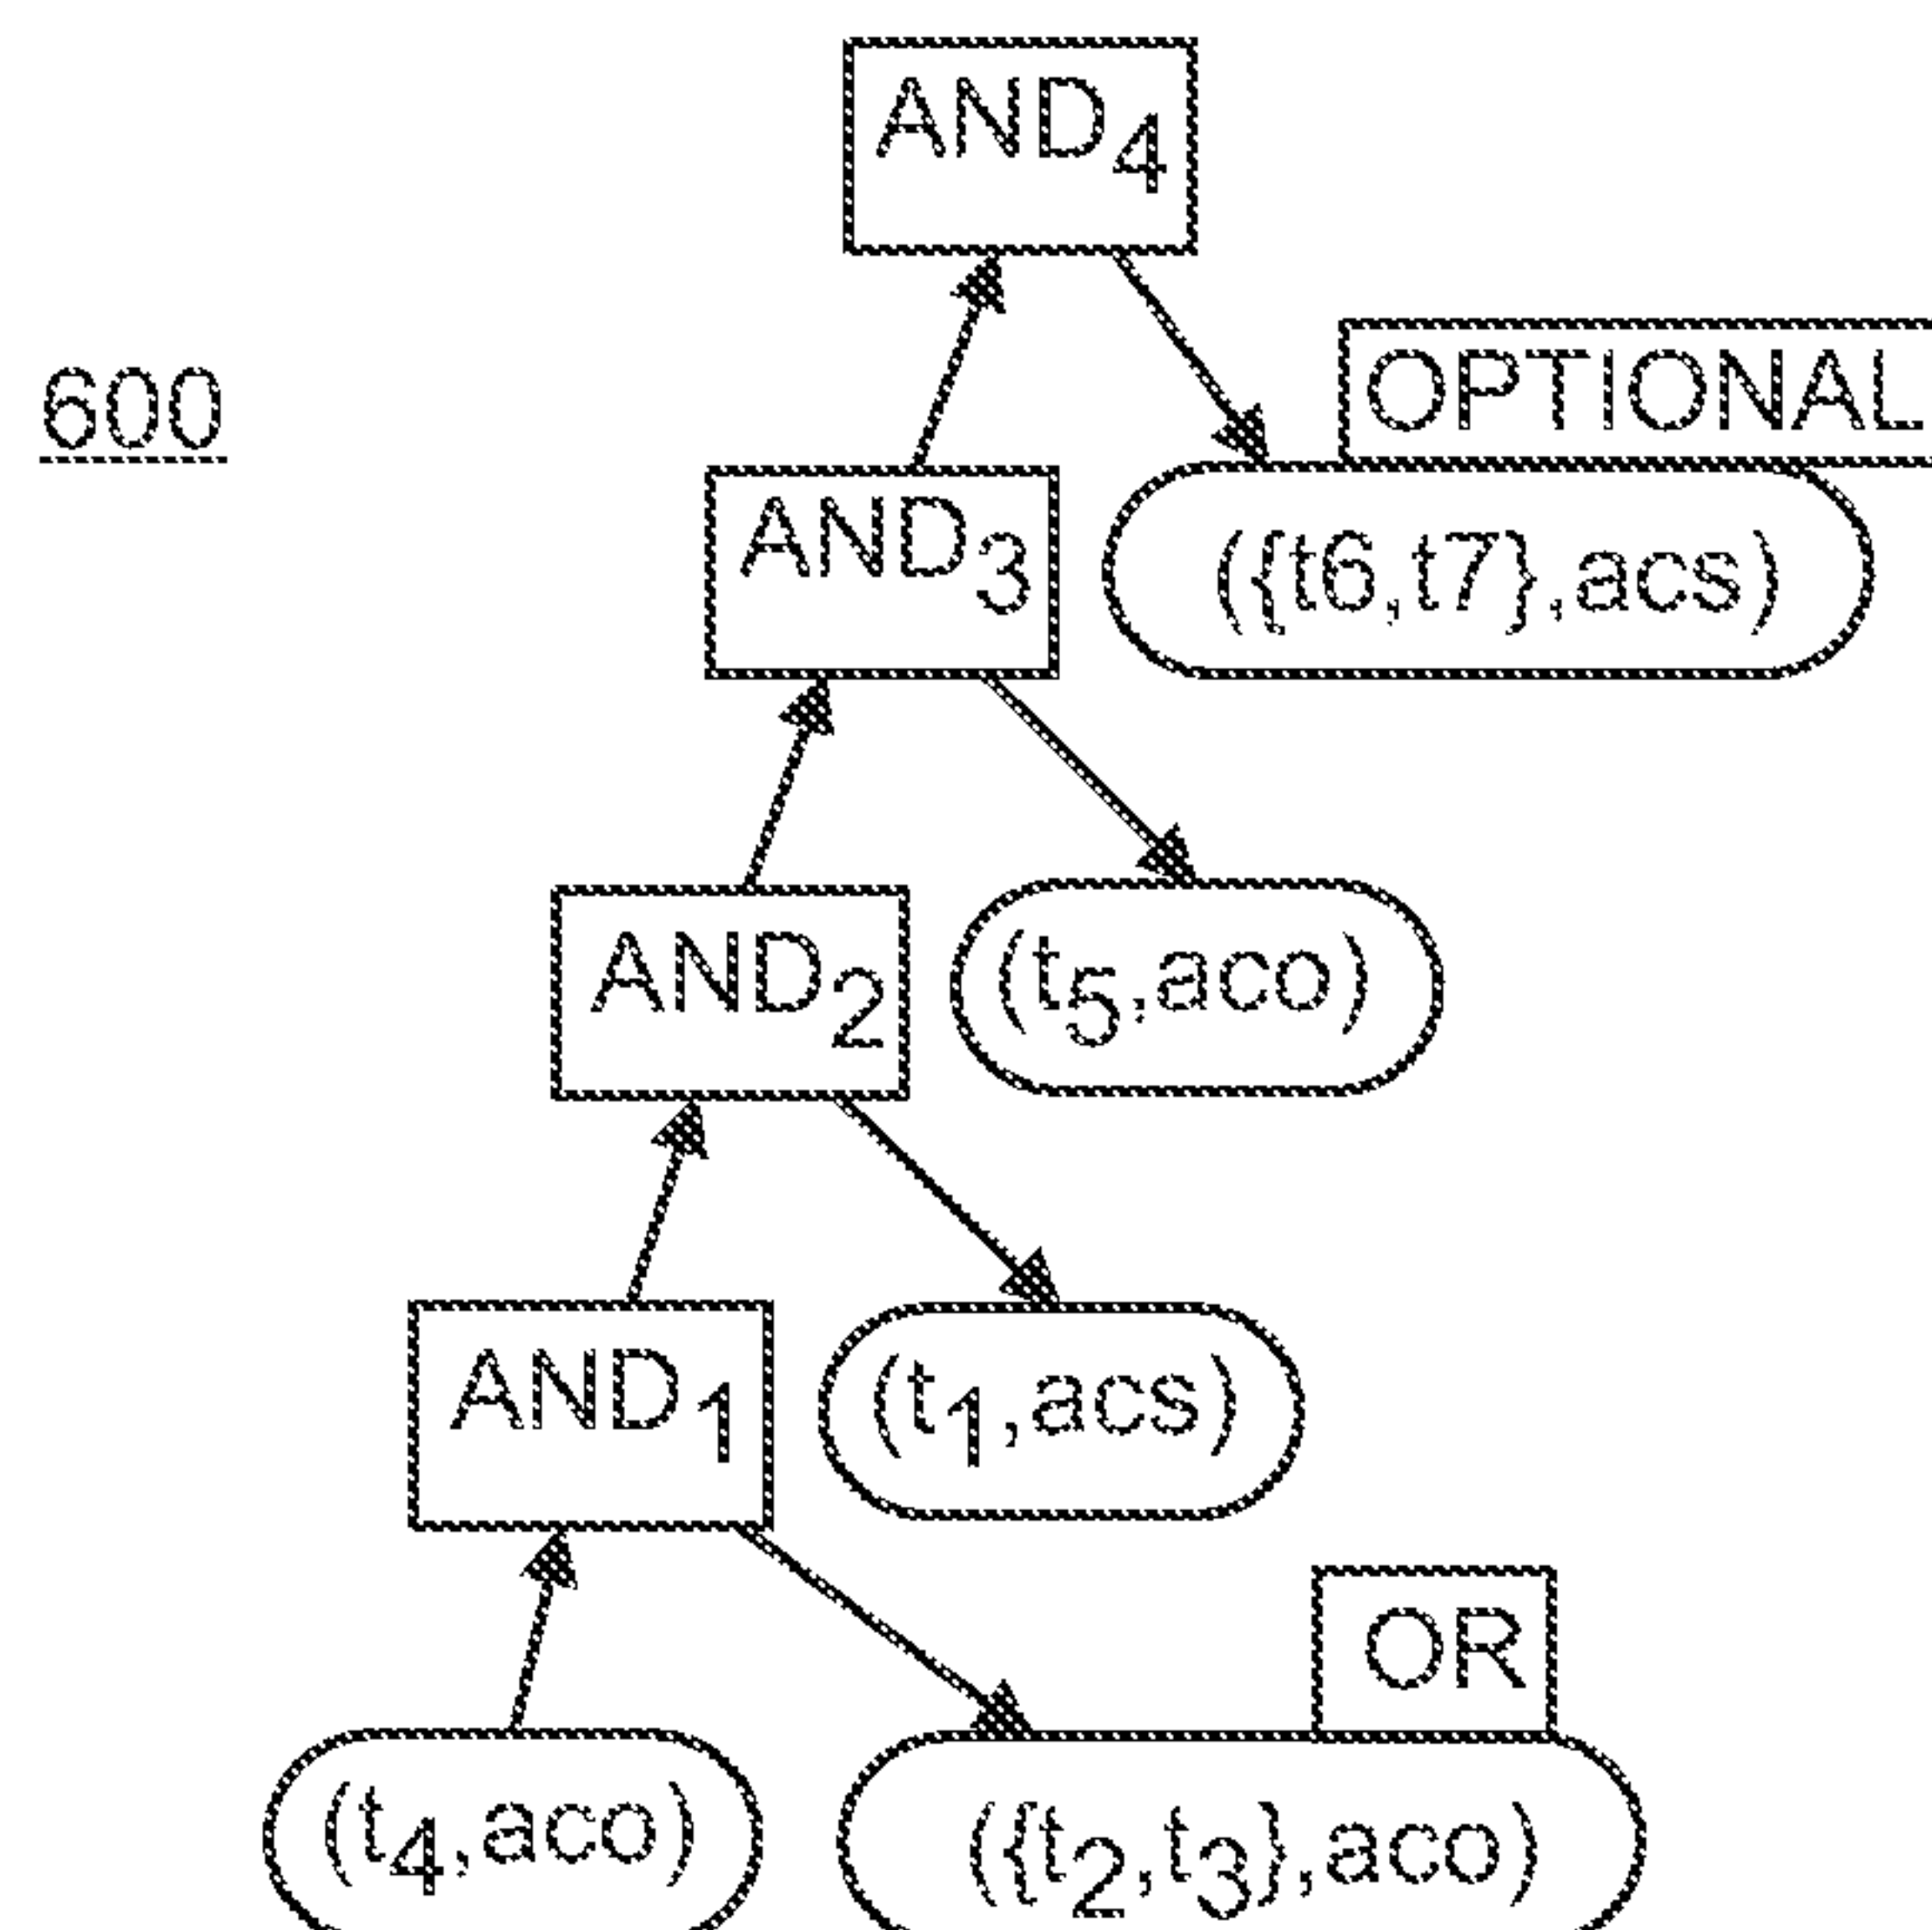 AND4
600
OPTIONAL
AND3
({t6,t7},acs)
AND2
(t5,aco)
AND1
(t1,acs)
OR
(t4,aco)
({t2,t3},aco)